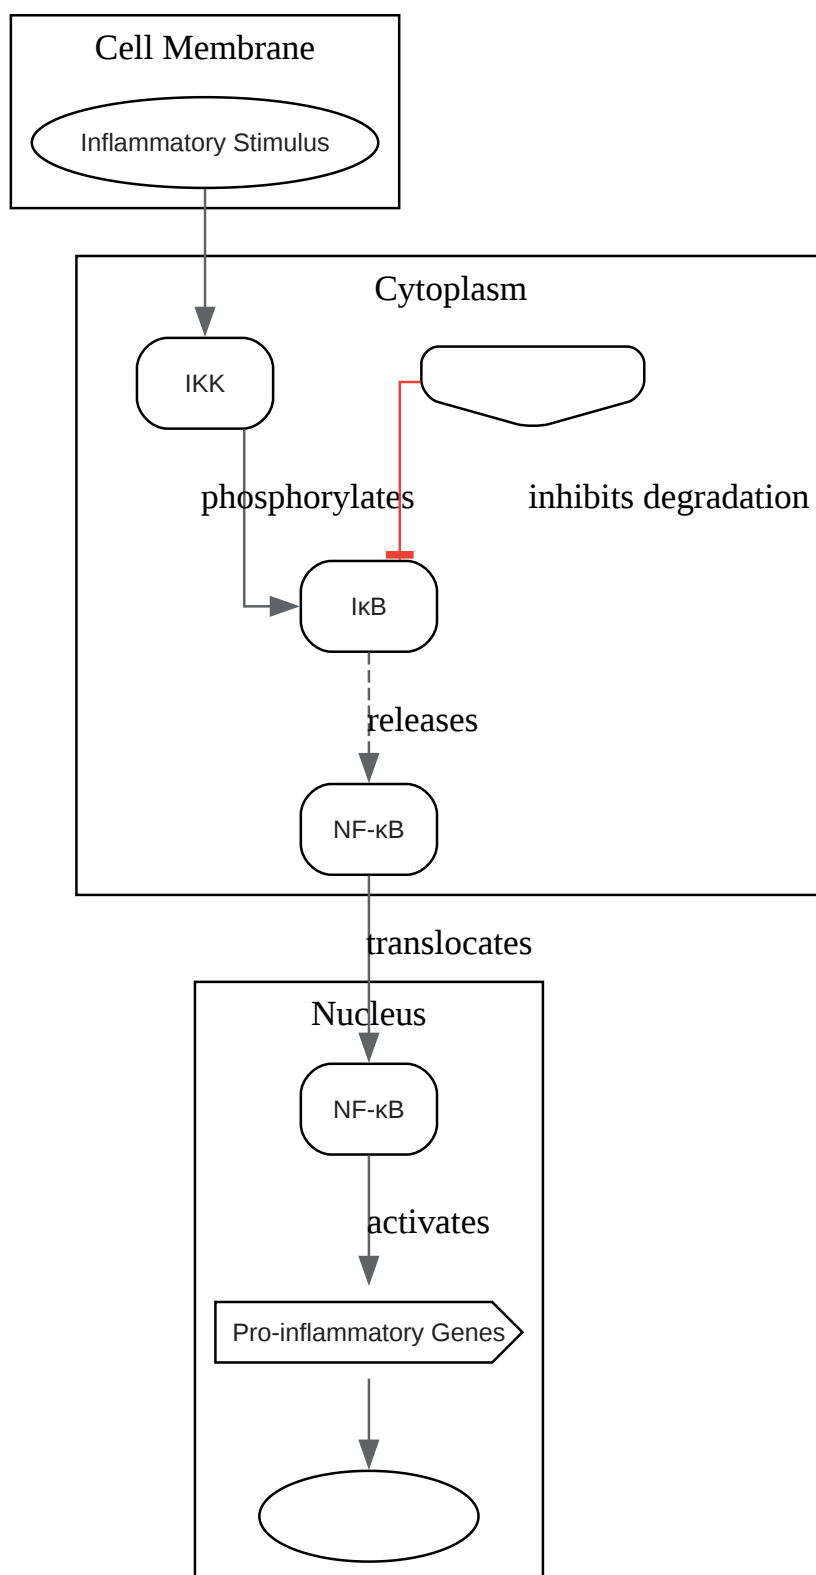 Cell Membrane
Inflammatory Stimulus
Cytoplasm
IKK
phosphorylates
inhibits degradation
IκB
releases
NF-κB
translocates
Nucleus
NF-κB
activates
Pro-inflammatory Genes